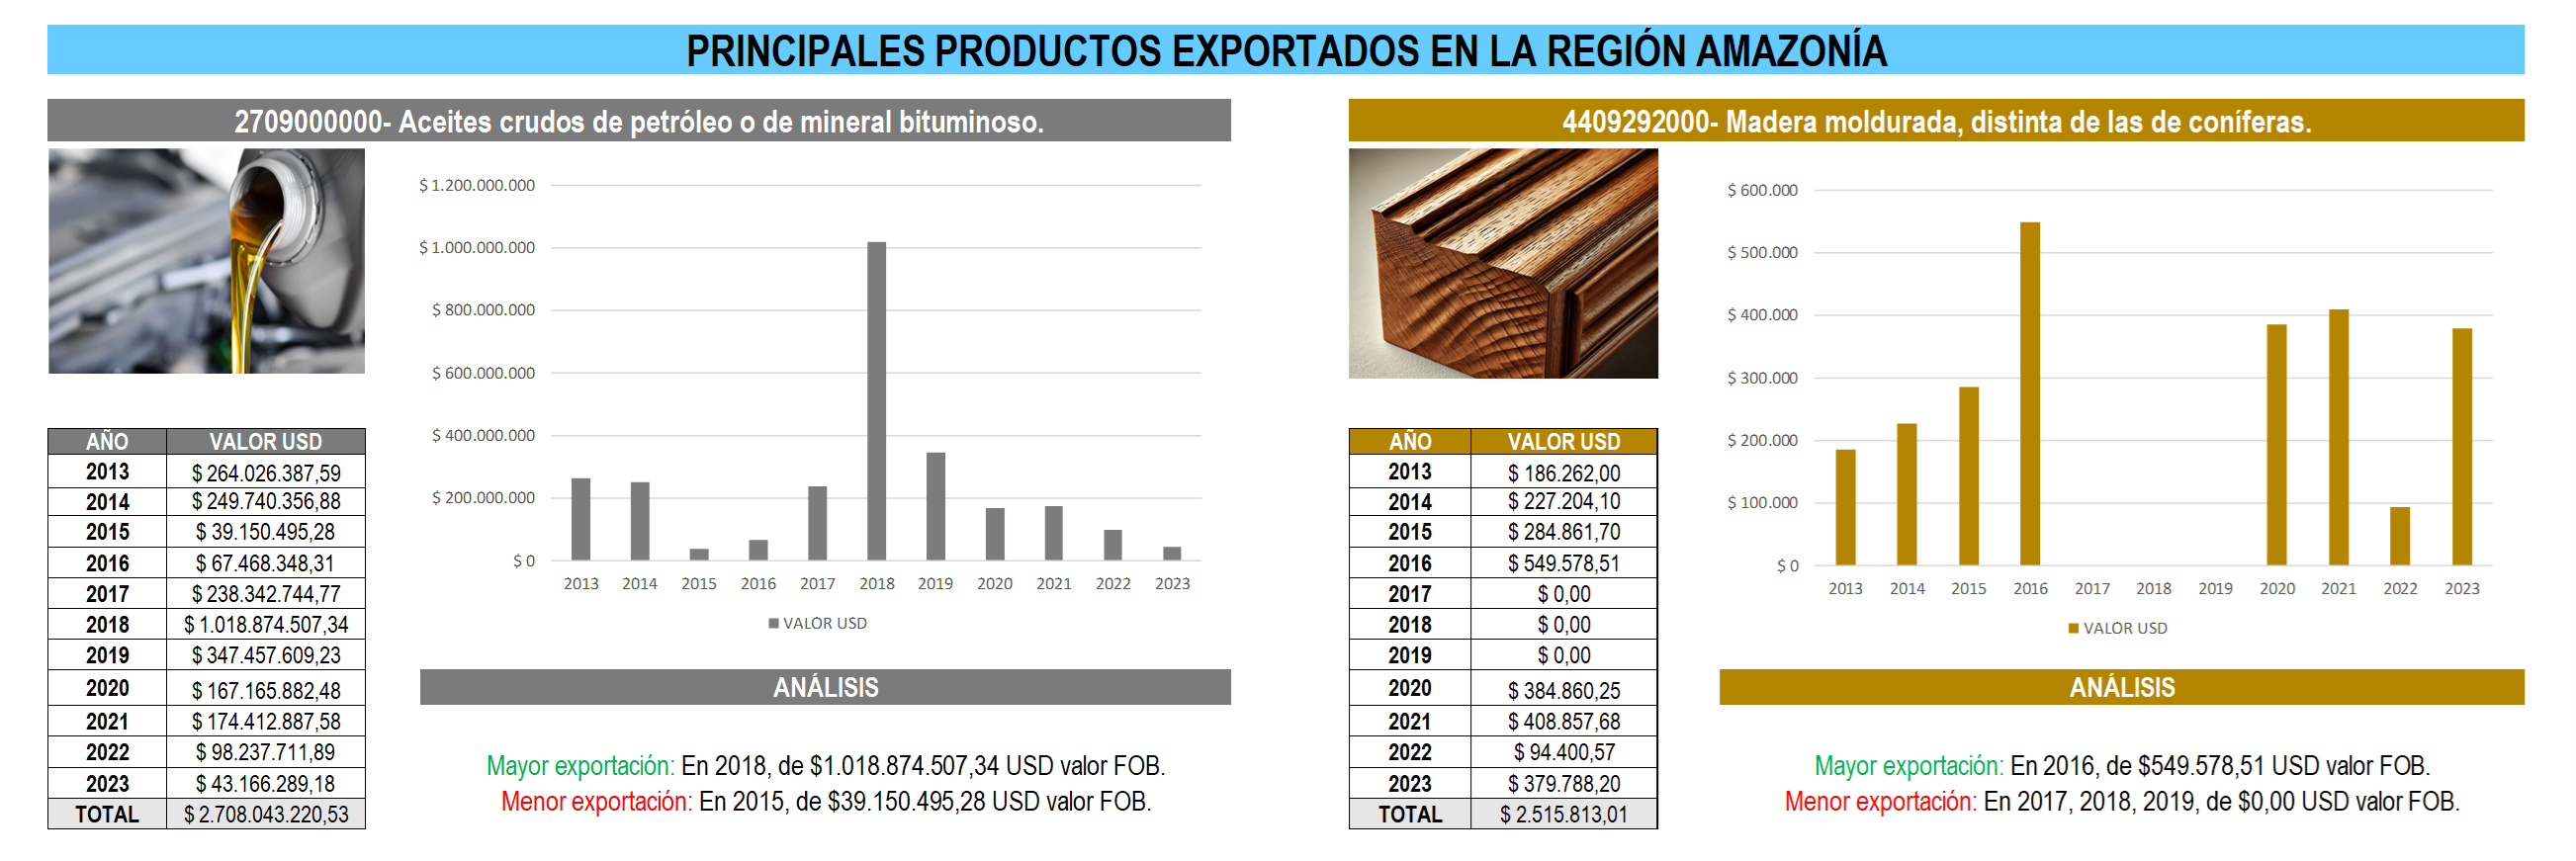 PRINCIPALES PRODUCTOS EXPORTADOS EN LA REGIÓN AMAZONÍA
2709000000- Aceites crudos de petróleo o de mineral bituminoso.
$ 1.200.000.000
$ 1.000.000.000
$ 800.000.000
$ 600.000.000
$ 400.000.000
$ 200.000.000
$ 0
2013 2014 2015 2016 2017 2018 2019 2020 2021 2022 2023
VALOR USD
AÑO VALOR USD
2013 $ 264.026.387,59
2014 $ 249.740.356,88
2015 $ 39.150.495,28
2016 $ 67.468.348,31
2017 $ 238.342.744,77
2018 $ 1.018.874.507,34
2019 $ 347.457.609,23
2020 $ 167.165.882,48
2021 $ 174.412.887,58
2022 $ 98.237.711,89
2023 $ 43.166.289,18
TOTAL $ 2.708.043.220,53
ANÁLISIS
Mayor exportación: En 2018, de $1.018.874.507,34 USD valor FOB.
Menor exportación: En 2015, de $39.150.495,28 USD valor FOB.
4409292000- Madera moldurada, distinta de las de coníferas.
$ 600.000
$ 500.000
$ 400.000
$ 300.000
$ 200.000
$ 100.000
$ 0
2013 2014 2015 2016 2017 2018 2019 2020 2021 2022 2023
VALOR USD
AÑO VALOR USD
2013 $ 186.262,00
2014 $ 227.204,10
2015 $ 284.861,70
2016 $ 549.578,51
2017 $ 0,00
2018 $ 0,00
2019 $ 0,00
2020 $ 384.860,25
2021 $ 408.857,68
2022 $ 94.400,57
2023 $ 379.788,20
TOTAL $ 2.515.813,01
ANÁLISIS
Mayor exportación: En 2016, de $549.578,51 USD valor FOB.
Menor exportación: En 2017, 2018, 2019, de $0,00 USD valor FOB.